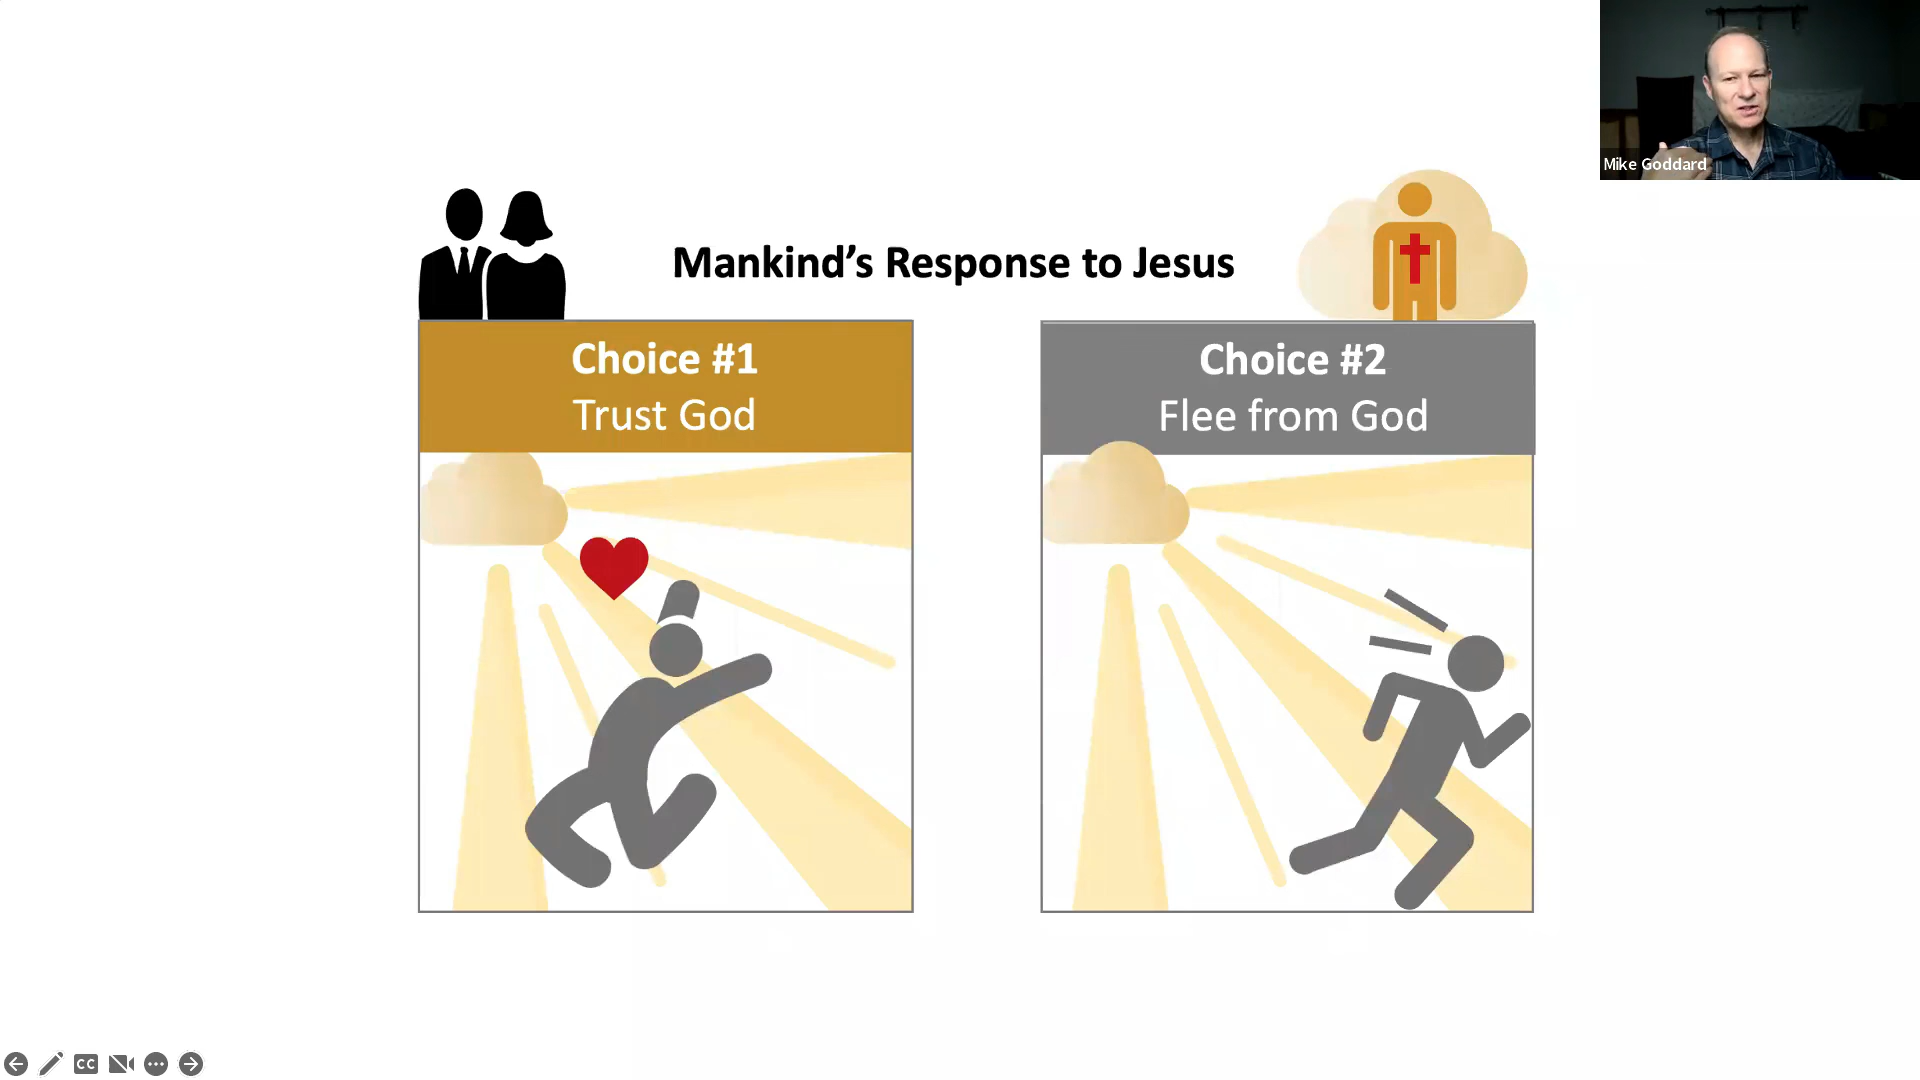 Mike Goddard
Mankind’s Response to Jesus
Choice #1
Trust God
Choice #2
Flee from God
CC